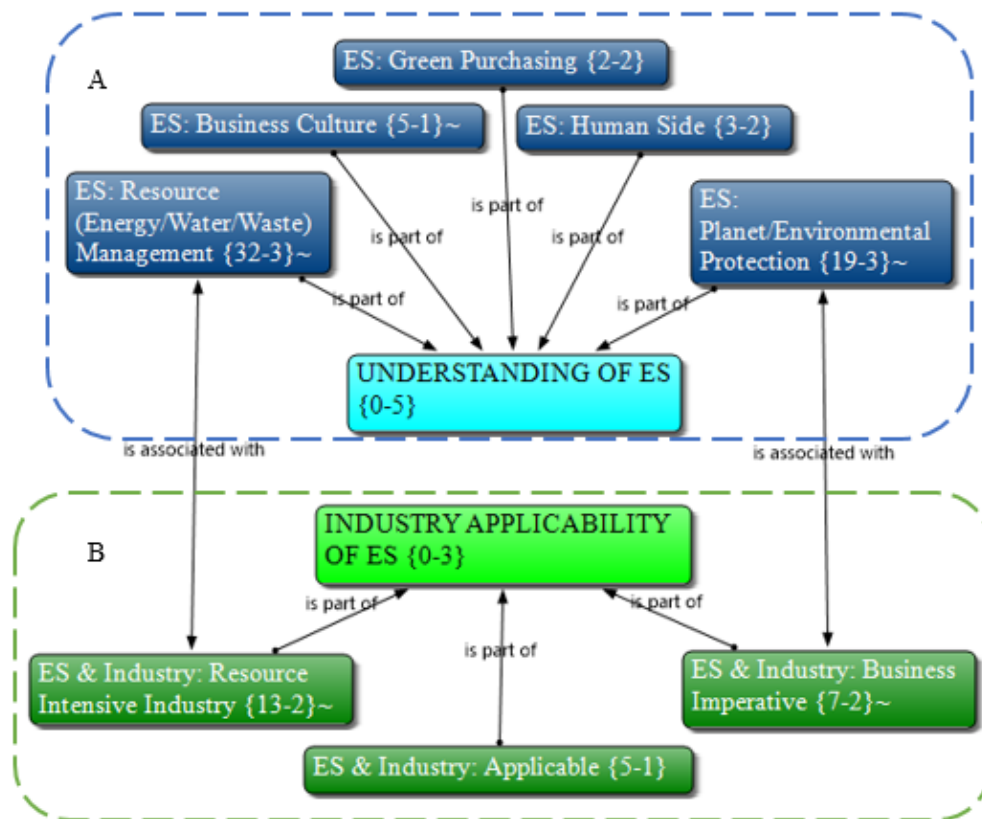 A
ES: Green Purchasing {2-2}
ES: Business Culture {5-1}~
ES: Human Side {3-2}
ES: Resource
(Energy/Water/Waste)
Management {32-3}~
ES:
Planet/Environmental
Protection {19-3}~
is part of
is part of
is part of
is part of
is part of
UNDERSTANDING OF ES
{0-5}
is associated with
is associated with
B
INDUSTRY APPLICABILITY
OF ES {0-3}
is part of
is part of
is part of
ES & Industry: Resource
Intensive Industry {13-2}~
ES & Industry: Business
Imperative {7-2}~
ES & Industry: Applicable {5-1}